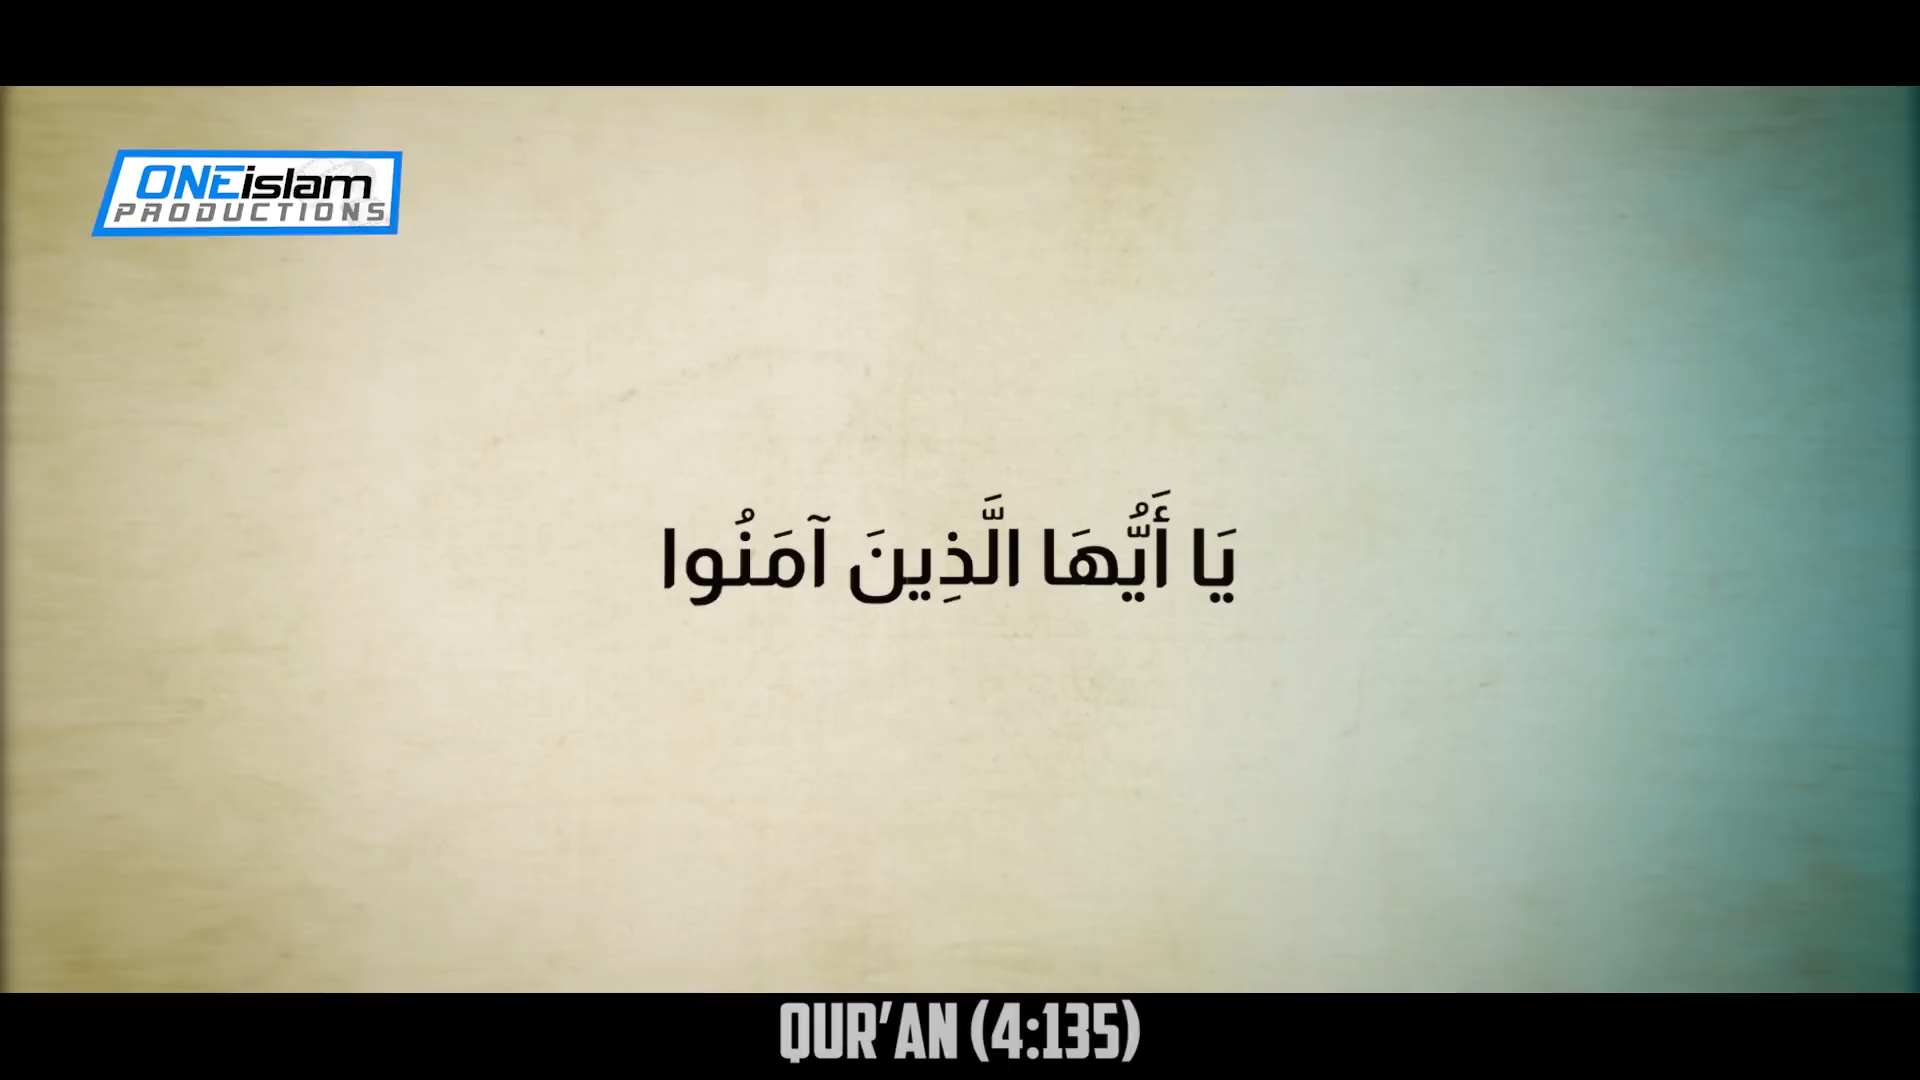 ONEislam
PRODUCTIONS
يَا أَيُّهَا الَّذِينَ آمَنُوا
QUR'AN (4:135)